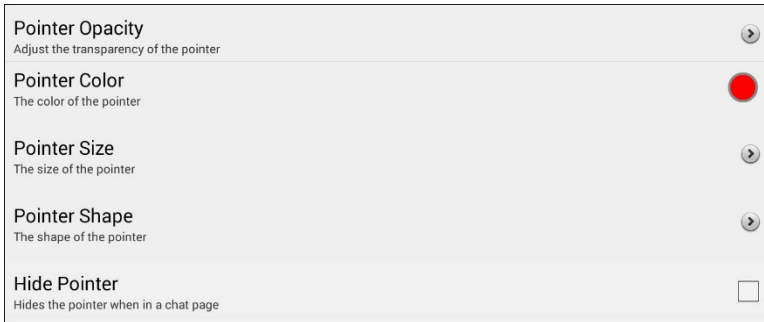 Pointer Opacity
Adjust the transparency of the pointer
Pointer Color
The color of the pointer
Pointer Size
The size of the pointer
Pointer Shape
The shape of the pointer
Hide Pointer
Hides the pointer when in a chat page